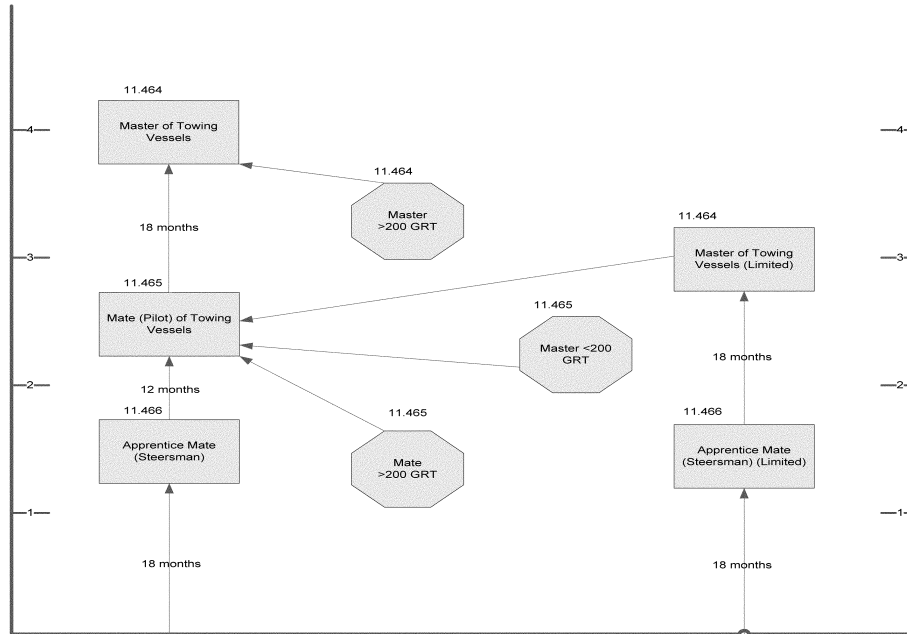 11.464
Master of Towing
Vessels
4
4
11.464
Master
>200 GRT
11.464
18 months
Master of Towing
Vessels (Limited)
3
3
11.465
Mate (Pilot) of Towing
Vessels
11.465
Master <200
GRT
18 months
2
2
12 months
11.466
11.465
11.466
Apprentice Mate
(Steersman)
Mate
>200 GRT
Apprentice Mate
(Steersman) (Limited)
1
1
18 months
18 months